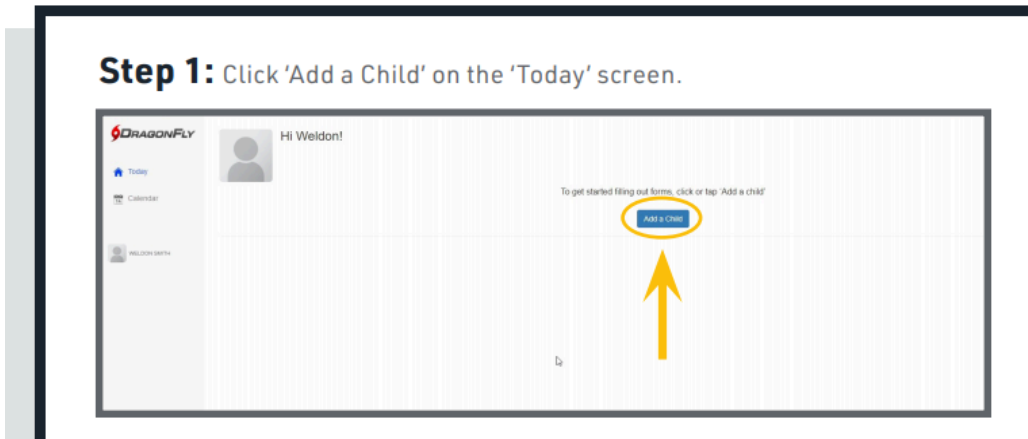 Step 1: Click ‘Add a Child’ on the ‘Today’ screen.
DRAGONFLY
Hi Weldon!
Today
Calendar
To get started filling out forms, click or tap 'Add a child'
Add a Child
WELDON SMITH